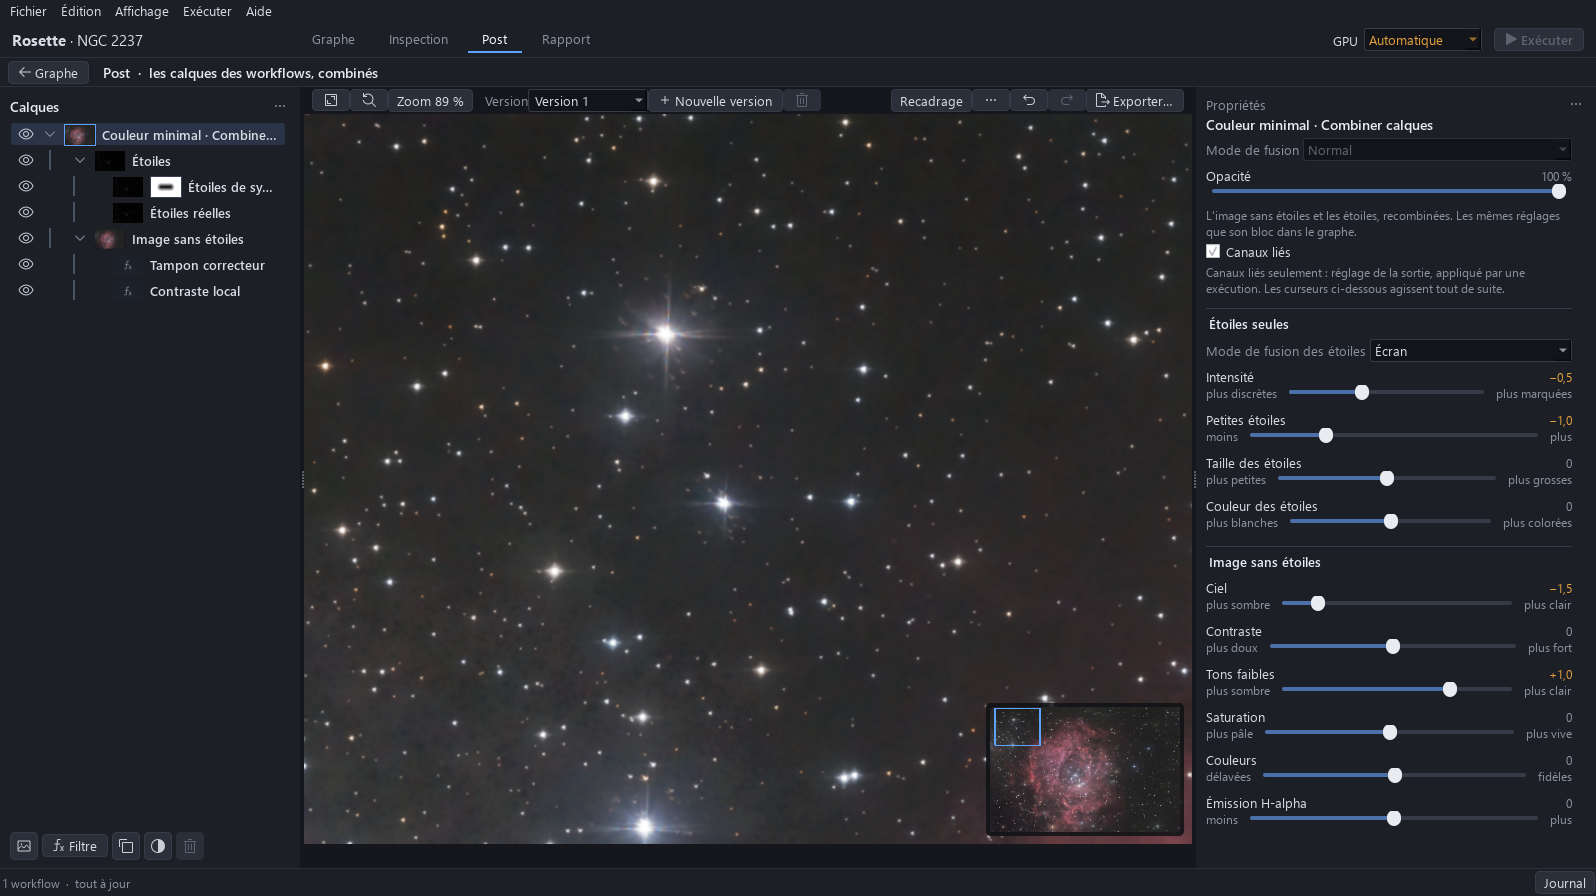 Fichier Édition Affichage Exécuter Aide
Rosette · NGC 2237
Graphe Inspection Post Rapport
GPU Automatique Exécuter
Graphe Post · les calques des workflows, combinés
Calques
Zoom 89 % Version Version 1 Nouvelle version
Recadrage Exporter...
Couleur minimal · Combine...
Étoiles
Étoiles de sy...
Étoiles réelles
Image sans étoiles
fx Tampon correcteur
fx Contraste local
fx Filtre
Propriétés
Couleur minimal · Combiner calques
Mode de fusion Normal
Opacité 100 %
L'image sans étoiles et les étoiles, recombinées. Les mêmes réglages
que son bloc dans le graphe.
Canaux liés
Canaux liés seulement : réglage de la sortie, appliqué par une
exécution. Les curseurs ci-dessous agissent tout de suite.
Étoiles seules
Mode de fusion des étoiles Écran
Intensité −0,5
plus discrètes plus marquées
Petites étoiles −1,0
moins plus
Taille des étoiles 0
plus petites plus grosses
Couleur des étoiles 0
plus blanches plus colorées
Image sans étoiles
Ciel −1,5
plus sombre plus clair
Contraste 0
plus doux plus fort
Tons faibles +1,0
plus sombre plus clair
Saturation 0
plus pâle plus vive
Couleurs 0
délavées fidèles
Émission H-alpha 0
moins plus
1 workflow · tout à jour
Journal